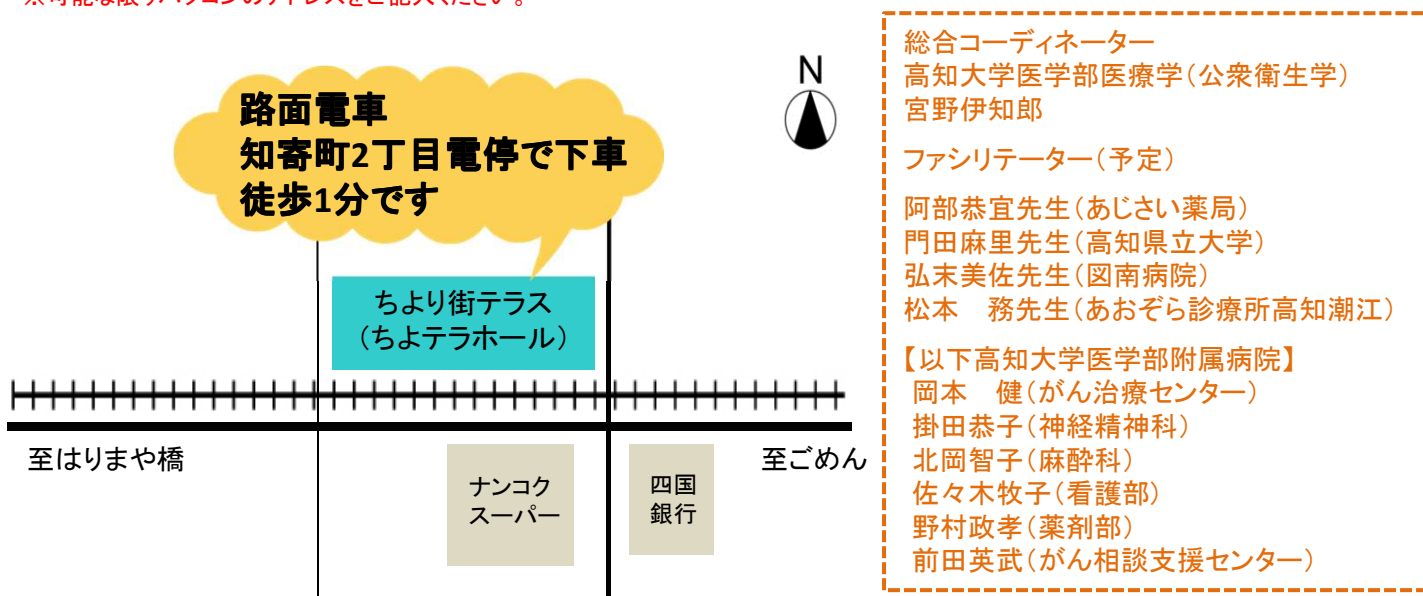 路面電車
知寄町2丁目電停で下車
徒歩1分です
N
ちより街テラス
（ちよテラホール）
至はりまや橋
至ごめん
ナンコク
スーパー
四国
銀行
総合コーディネーター
高知大学医学部医療学（公衆衛生学）
宮野伊知郎
ファシリテーター（予定）
阿部恭宜先生（あじさい薬局）
門田麻里先生（高知県立大学）
弘末美佐先生（図南病院）
松本　務先生（あおぞら診療所高知潮江）
【以下高知大学医学部附属病院】
岡本　健（がん治療センター）
掛田恭子（神経精神科）
北岡智子（麻酔科）
佐々木牧子（看護部）
野村政孝（薬剤部）
前田英武（がん相談支援センター）